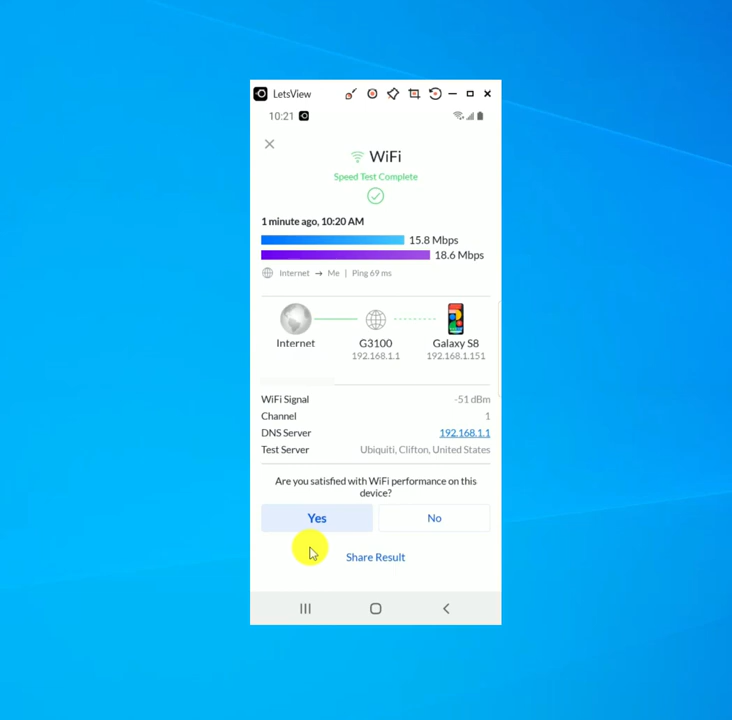 LetsView
10:21
WiFi
Speed Test Complete
1 minute ago, 10:20 AM
15.8 Mbps
18.6 Mbps
Internet → Me | Ping 69 ms
Internet G3100 Galaxy S8
192.168.1.1 192.168.1.151
WiFi Signal -51 dBm
Channel 1
DNS Server 192.168.1.1
Test Server Ubiquiti, Clifton, United States
Are you satisfied with WiFi performance on this
device?
Yes No
Share Result